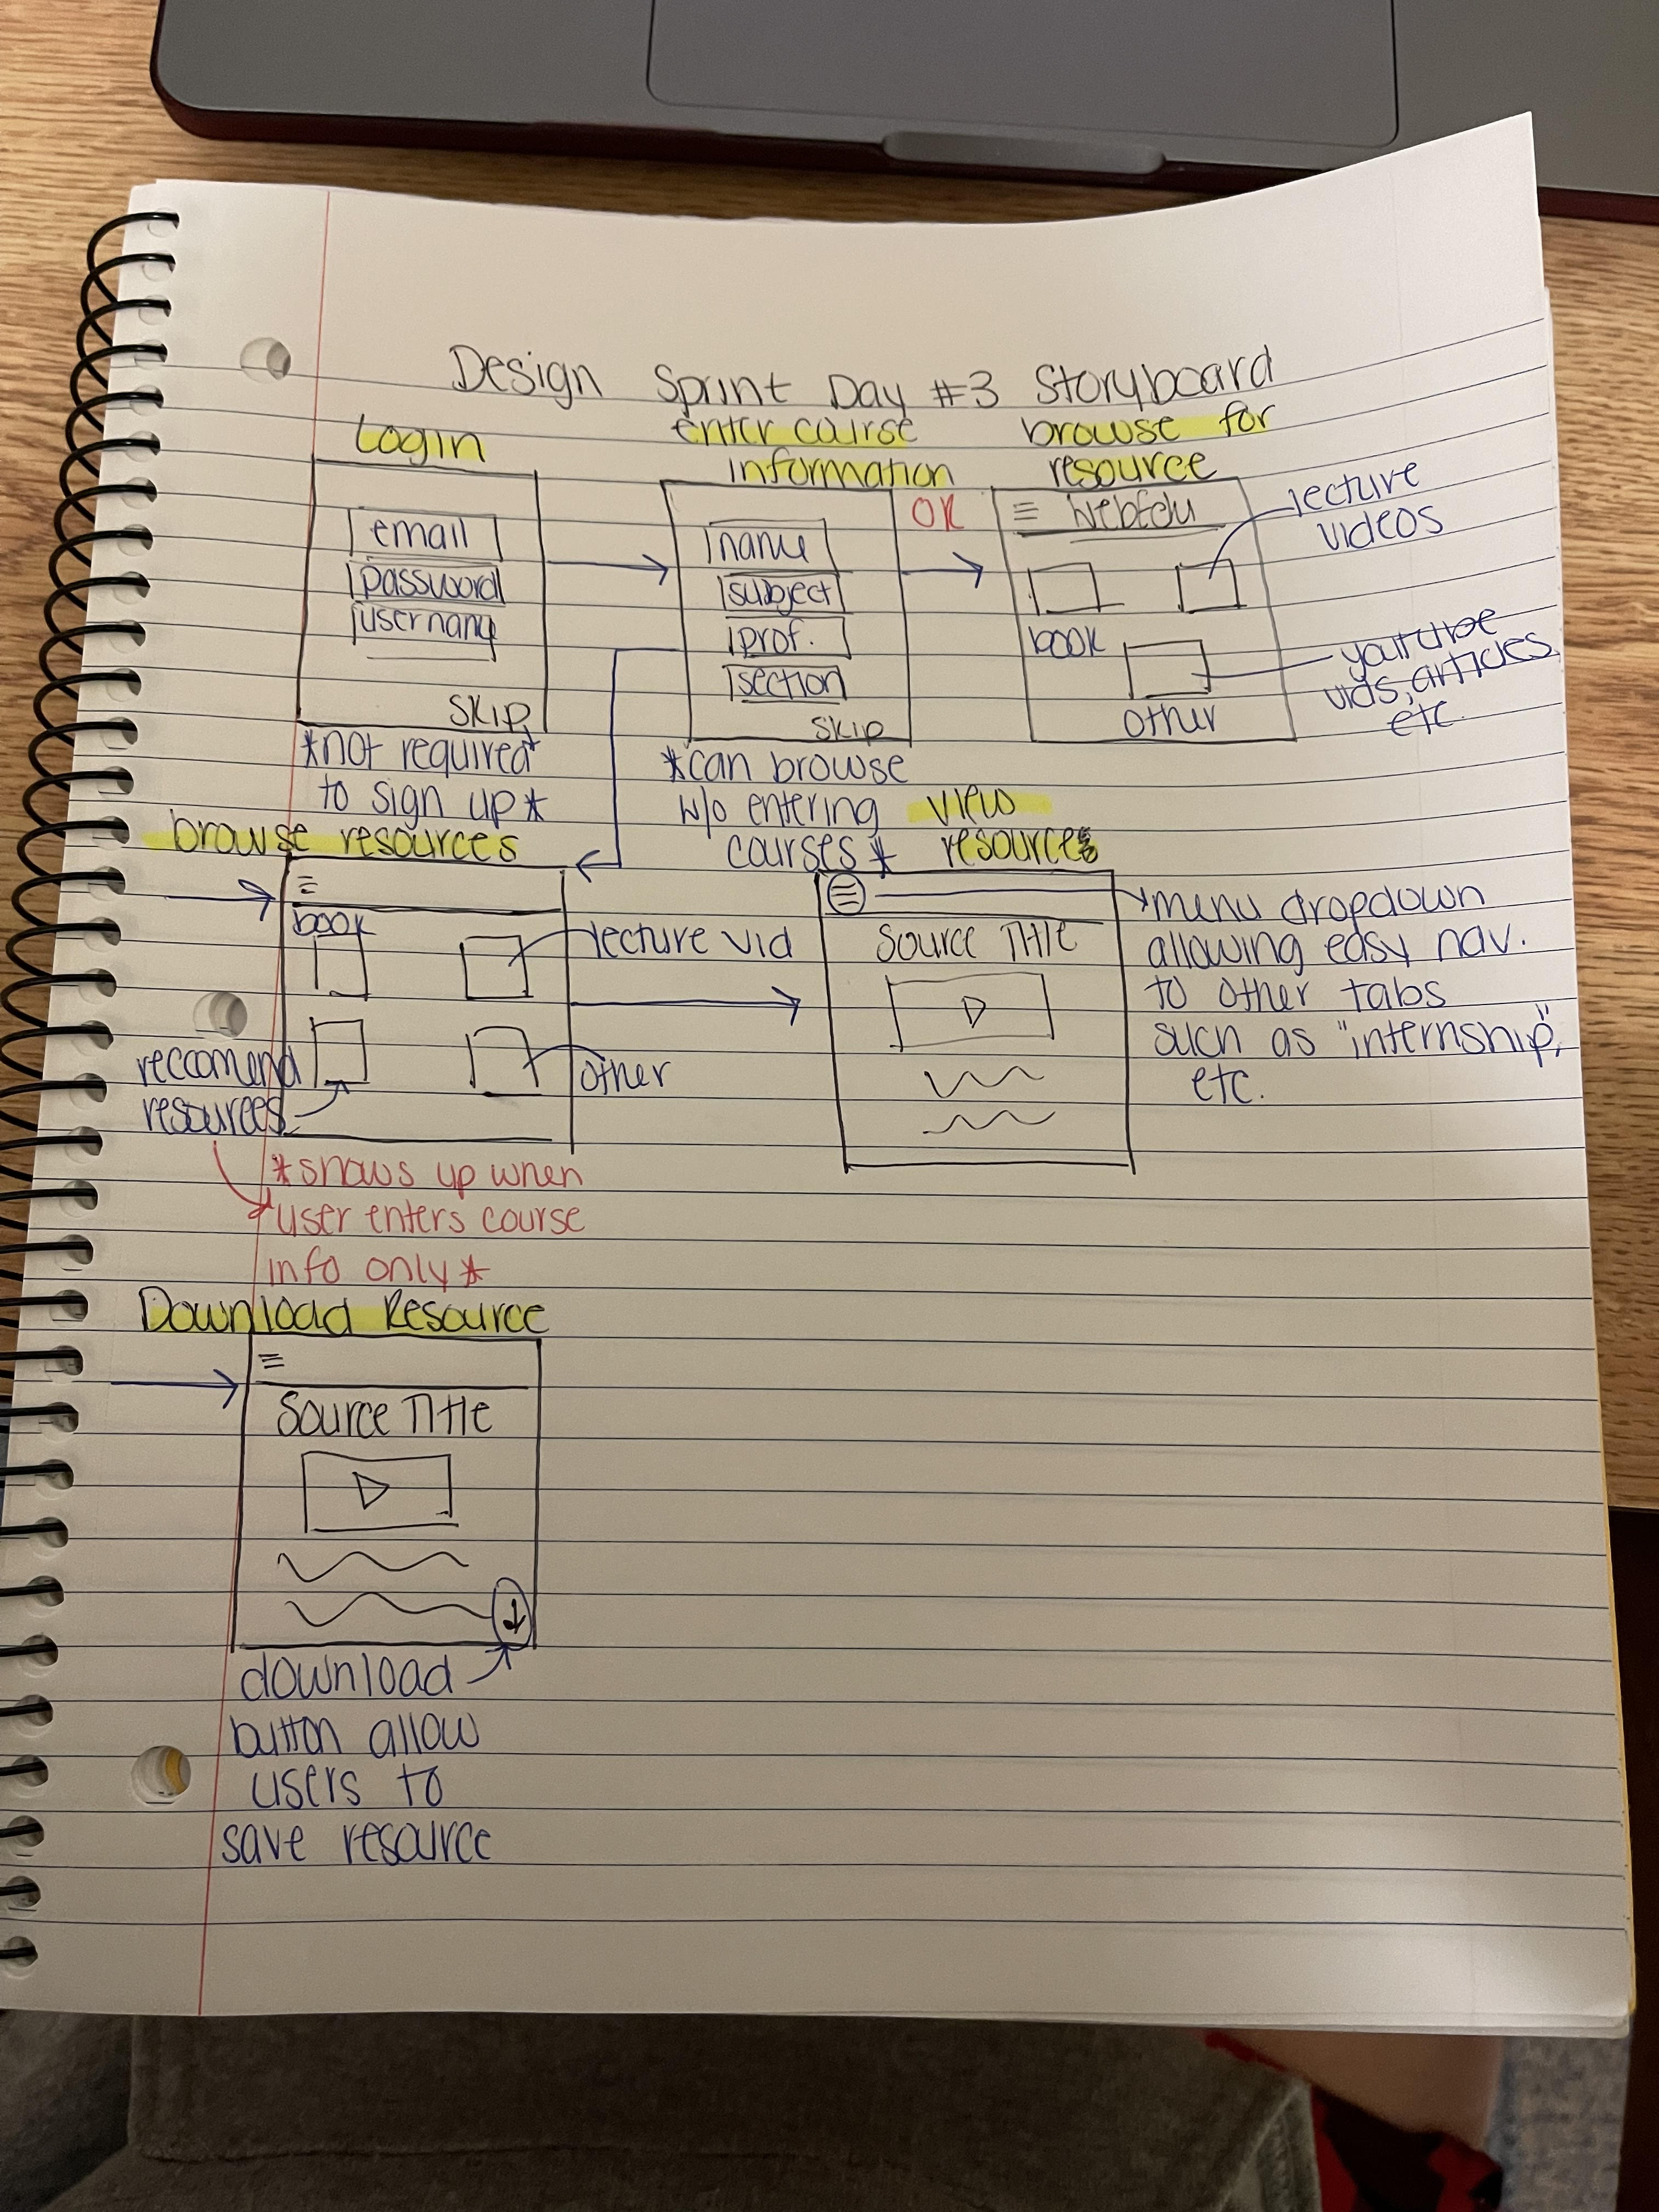 Design Sprint Day #3 Storyboard
Login
email
password
username
SKIP
*not required*
to sign up*
enter course
information
name
subject
prof.
section
SKIP
*can browse
w/o entering
courses*
OR
browse for
resource
WebEdu
book
other
lecture
videos
youtube
vids, articles,
etc.
browse resources
book
lecture vid
other
reccomend
resources
*shows up when
user enters course
info only*
view
resources
Source Title
menu dropdown
allowing easy nav.
to other tabs
such as "internship",
etc.
Download Resource
Source Title
download
button allow
users to
save resource